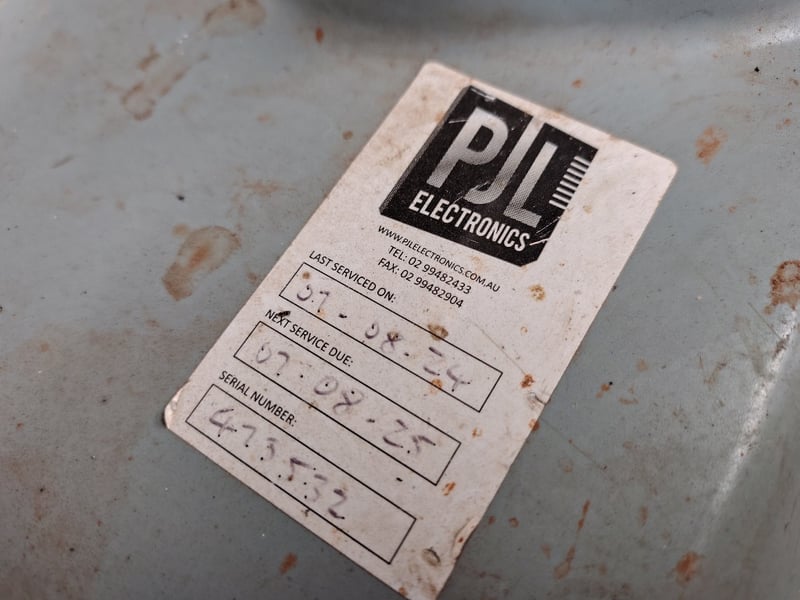 PJL
ELECTRONICS
WWW.PJLELECTRONICS.COM.AU
TEL: 02 99482433
FAX: 02 99482904
LAST SERVICED ON:
07-08-24
NEXT SERVICE DUE:
07-08-25
SERIAL NUMBER:
473532